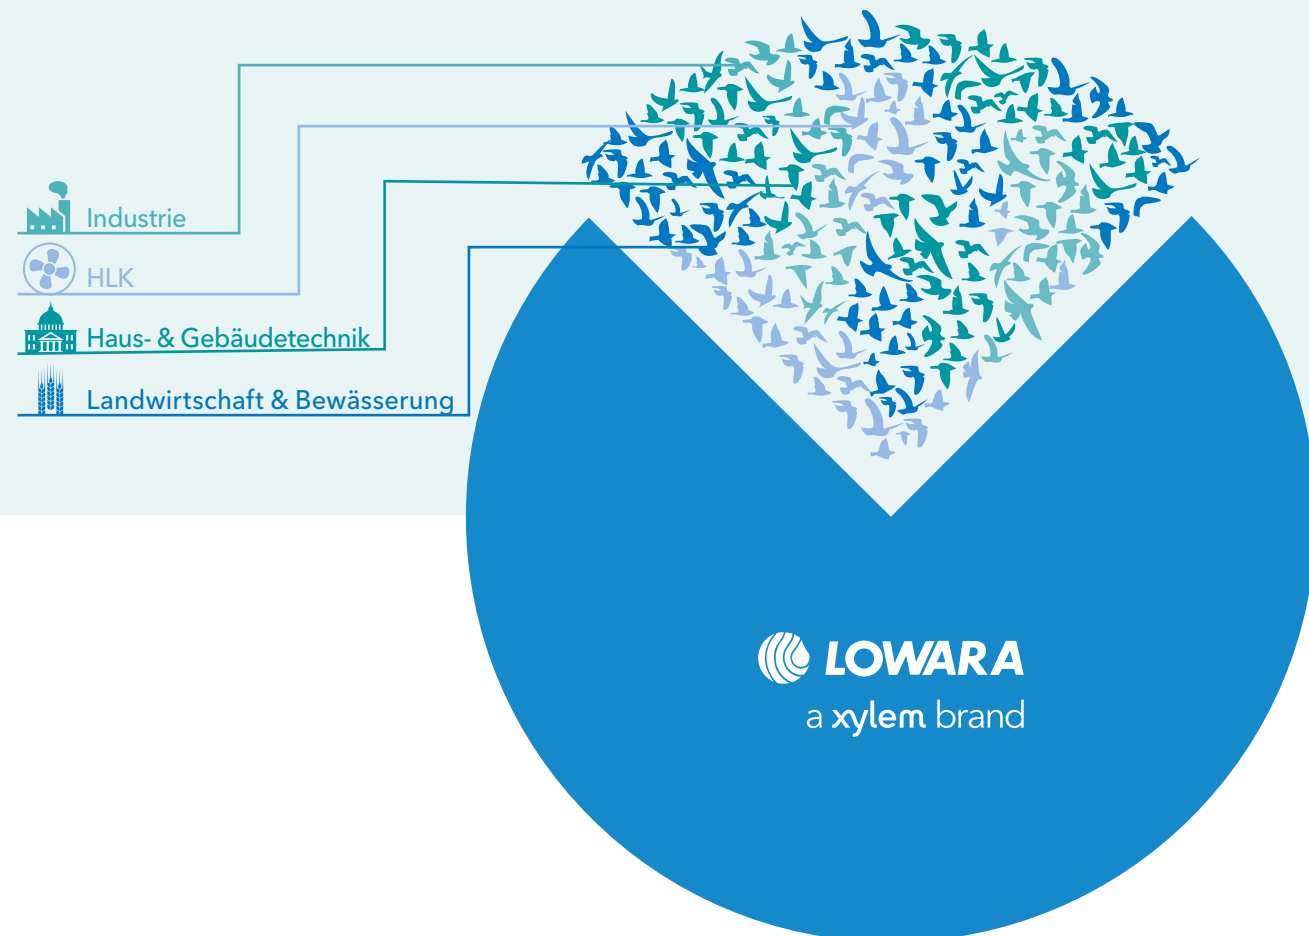 Industrie
HLK
Haus- & Gebäudetechnik
Landwirtschaft & Bewässerung
LOWARA
a xylem brand